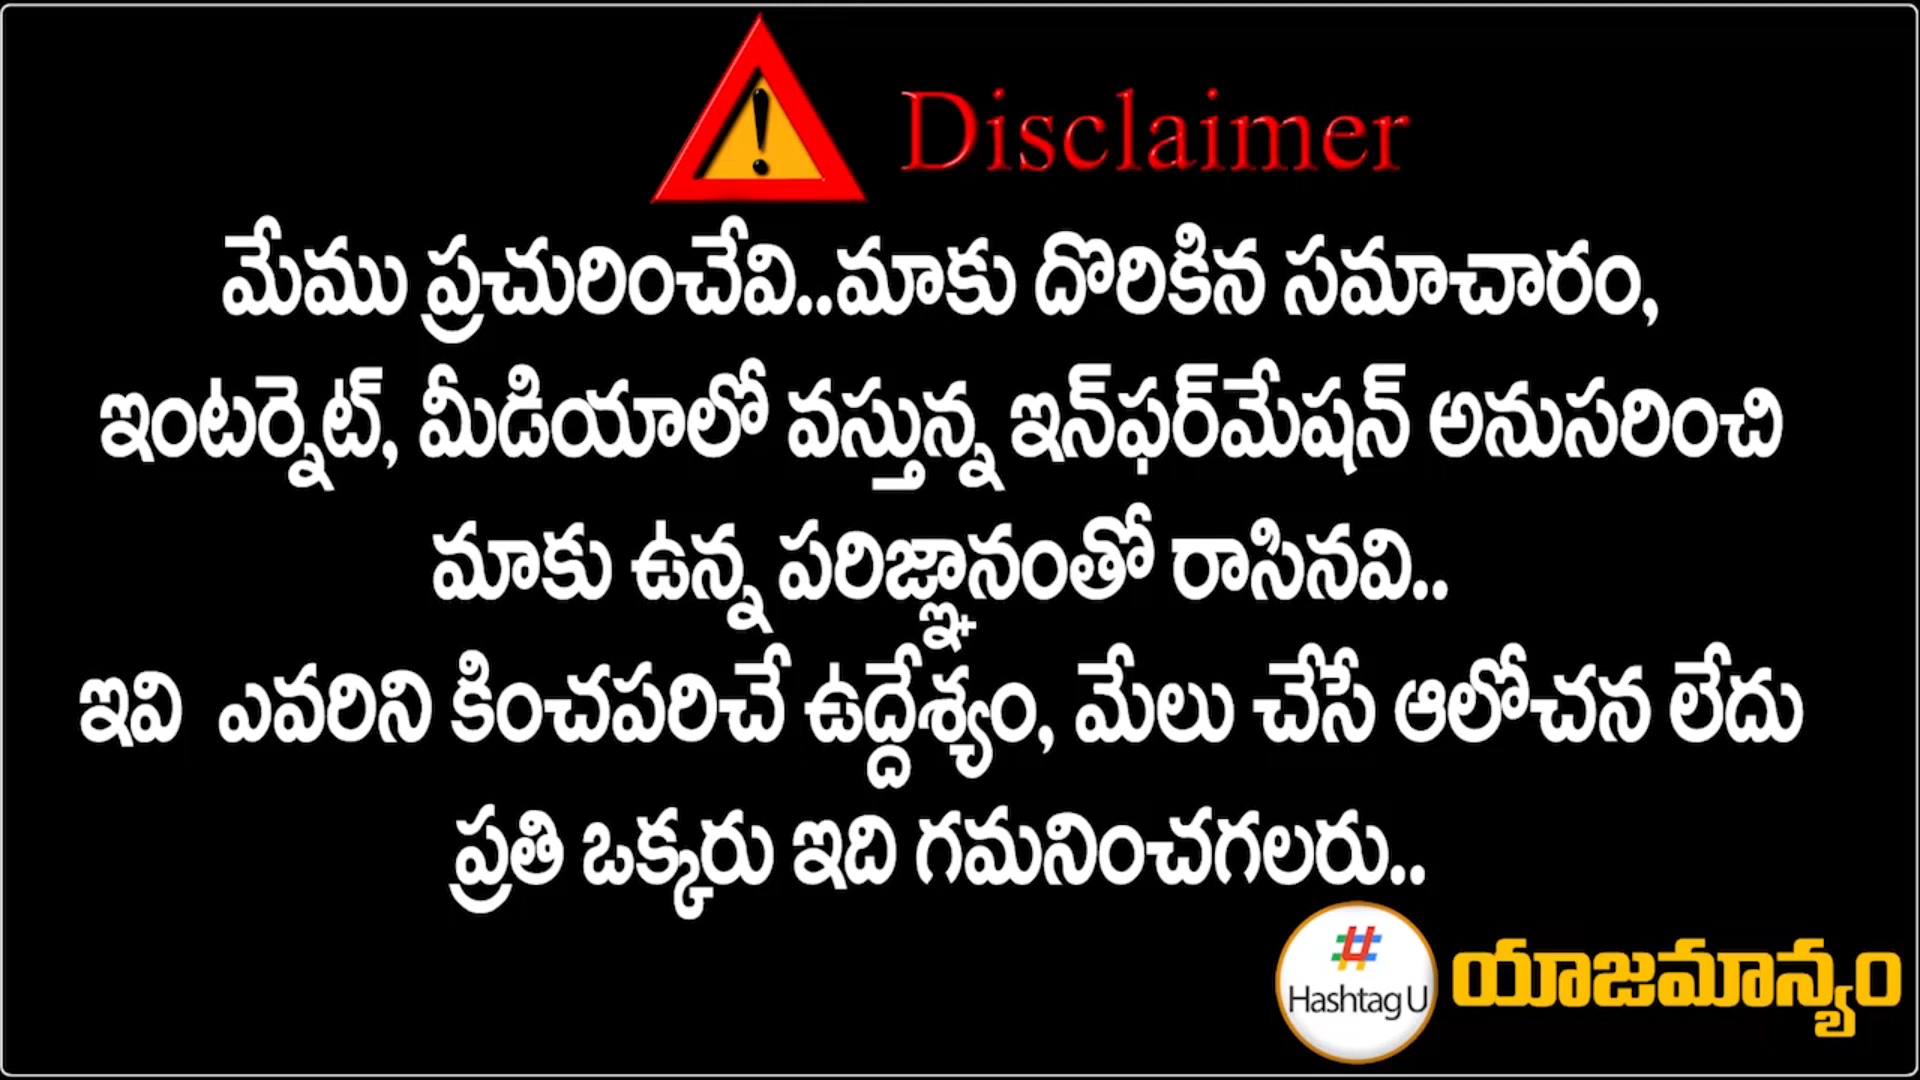 Disclaimer
మేము ప్రచురించేవి..మాకు దొరికిన సమాచారం,
ఇంటర్నెట్, మీడియాలో వస్తున్న ఇన్‌ఫర్‌మేషన్ అనుసరించి
మాకు ఉన్న పరిజ్ఞానంతో రాసినవి..
ఇవి ఎవరిని కించపరిచే ఉద్దేశ్యం, మేలు చేసే ఆలోచన లేదు
ప్రతి ఒక్కరు ఇది గమనించగలరు..
# Hashtag U యాజమాన్యం